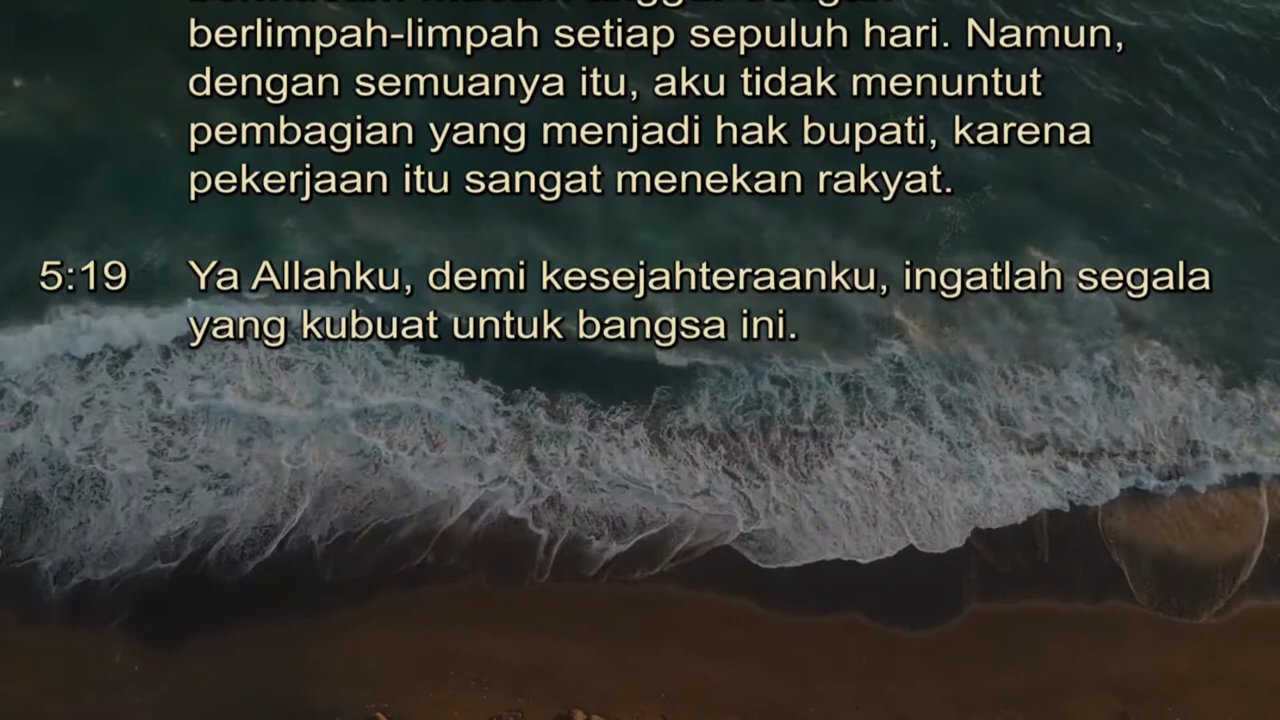 berlimpah-limpah setiap sepuluh hari. Namun,
dengan semuanya itu, aku tidak menuntut
pembagian yang menjadi hak bupati, karena
pekerjaan itu sangat menekan rakyat.
5:19 Ya Allahku, demi kesejahteraanku, ingatlah segala
yang kubuat untuk bangsa ini.